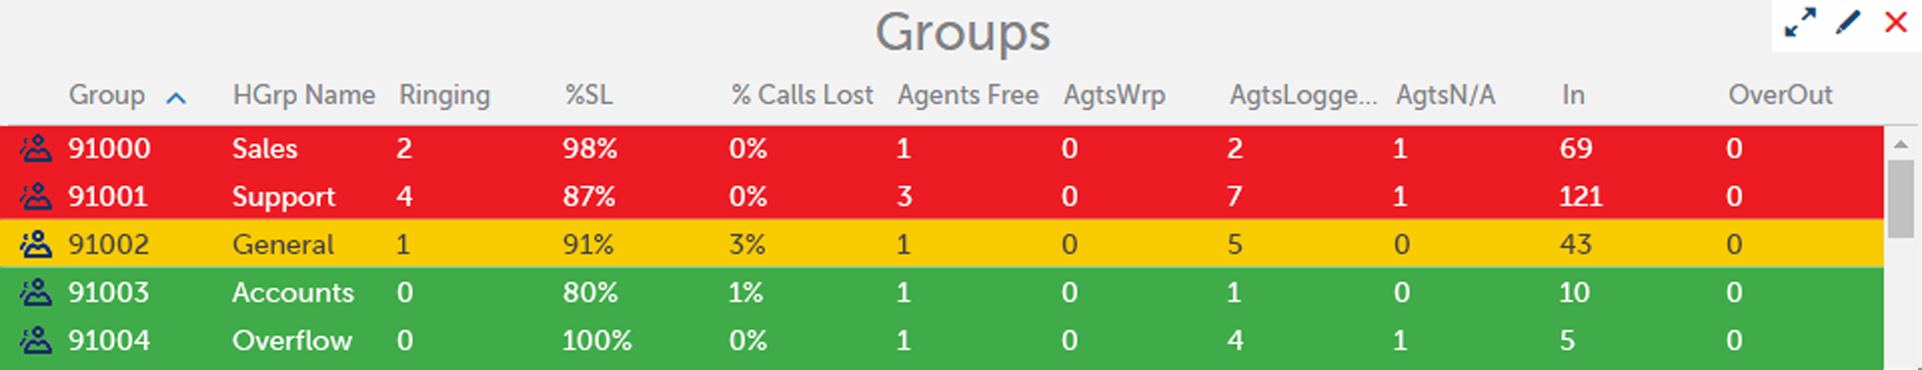 Groups
Group HGrp Name Ringing %SL % Calls Lost Agents Free AgtsWrp AgtsLogge... AgtsN/A In OverOut
91000 Sales 2 98% 0% 1 0 2 1 69 0
91001 Support 4 87% 0% 3 0 7 1 121 0
91002 General 1 91% 3% 1 0 5 0 43 0
91003 Accounts 0 80% 1% 1 0 1 0 10 0
91004 Overflow 0 100% 0% 1 0 4 1 5 0